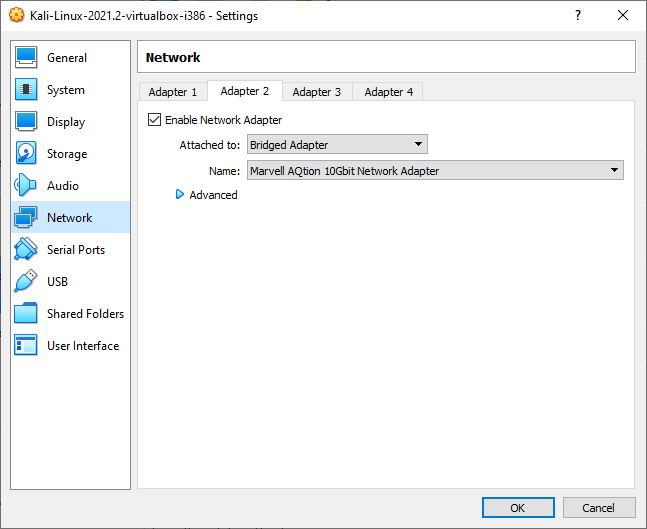 Kali-Linux-2021.2-virtualbox-i386 - Settings ?
General
System
Display
Storage
Audio
Network
Serial Ports
USB
Shared Folders
User Interface
Network
Adapter 1 Adapter 2 Adapter 3 Adapter 4
Enable Network Adapter
Attached to: Bridged Adapter
Name: Marvell AQtion 10Gbit Network Adapter
Advanced
OK Cancel